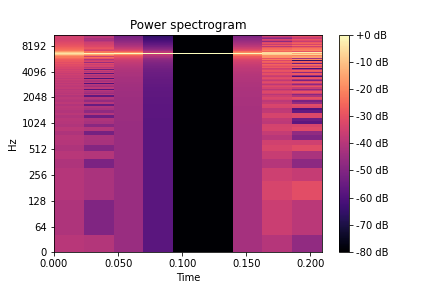 Power spectrogram
8192
4096
2048
1024
512
256
128
64
0
Hz
0.000 0.050 0.100 0.150 0.200
Time
+0 dB
-10 dB
-20 dB
-30 dB
-40 dB
-50 dB
-60 dB
-70 dB
-80 dB